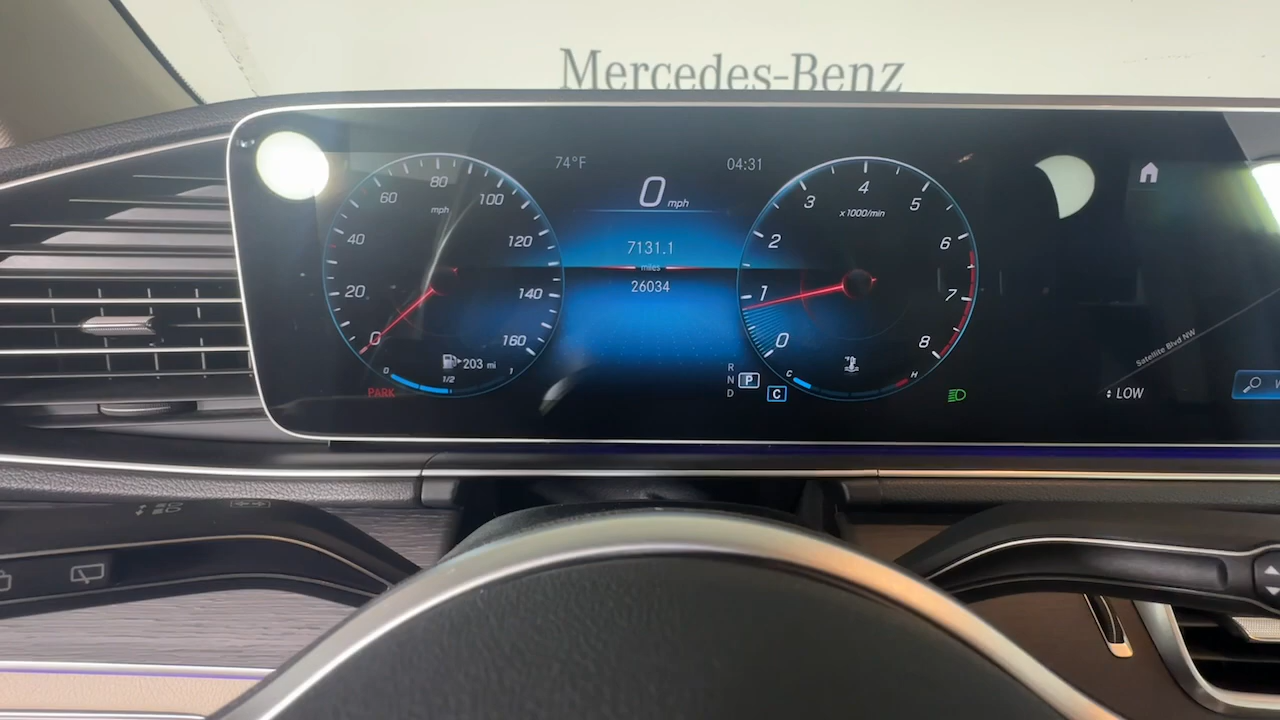 Mercedes-Benz
74°F
04:31
0 mph
7131.1
miles
26034
0
20
40
60
80
100
120
140
160
mph
203 mi
0
1/2
1
PARK
0
1
2
3
4
5
6
7
8
x1000/min
C
H
R
N
P
D
C
Satellite Blvd NW
LOW